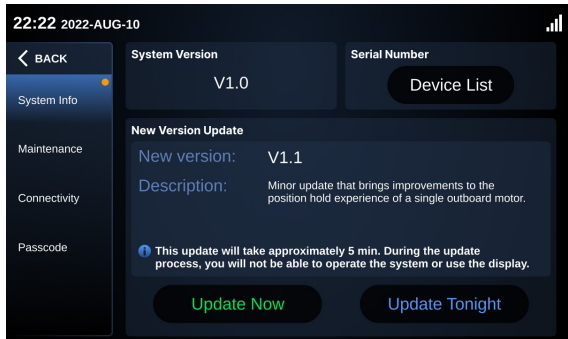 22:22 2022-AUG-10
BACK
System Info
Maintenance
Connectivity
Passcode
System Version
V1.0
Serial Number
Device List
New Version Update
New version: V1.1
Description: Minor update that brings improvements to the
position hold experience of a single outboard motor.
This update will take approximately 5 min. During the update
process, you will not be able to operate the system or use the display.
Update Now
Update Tonight